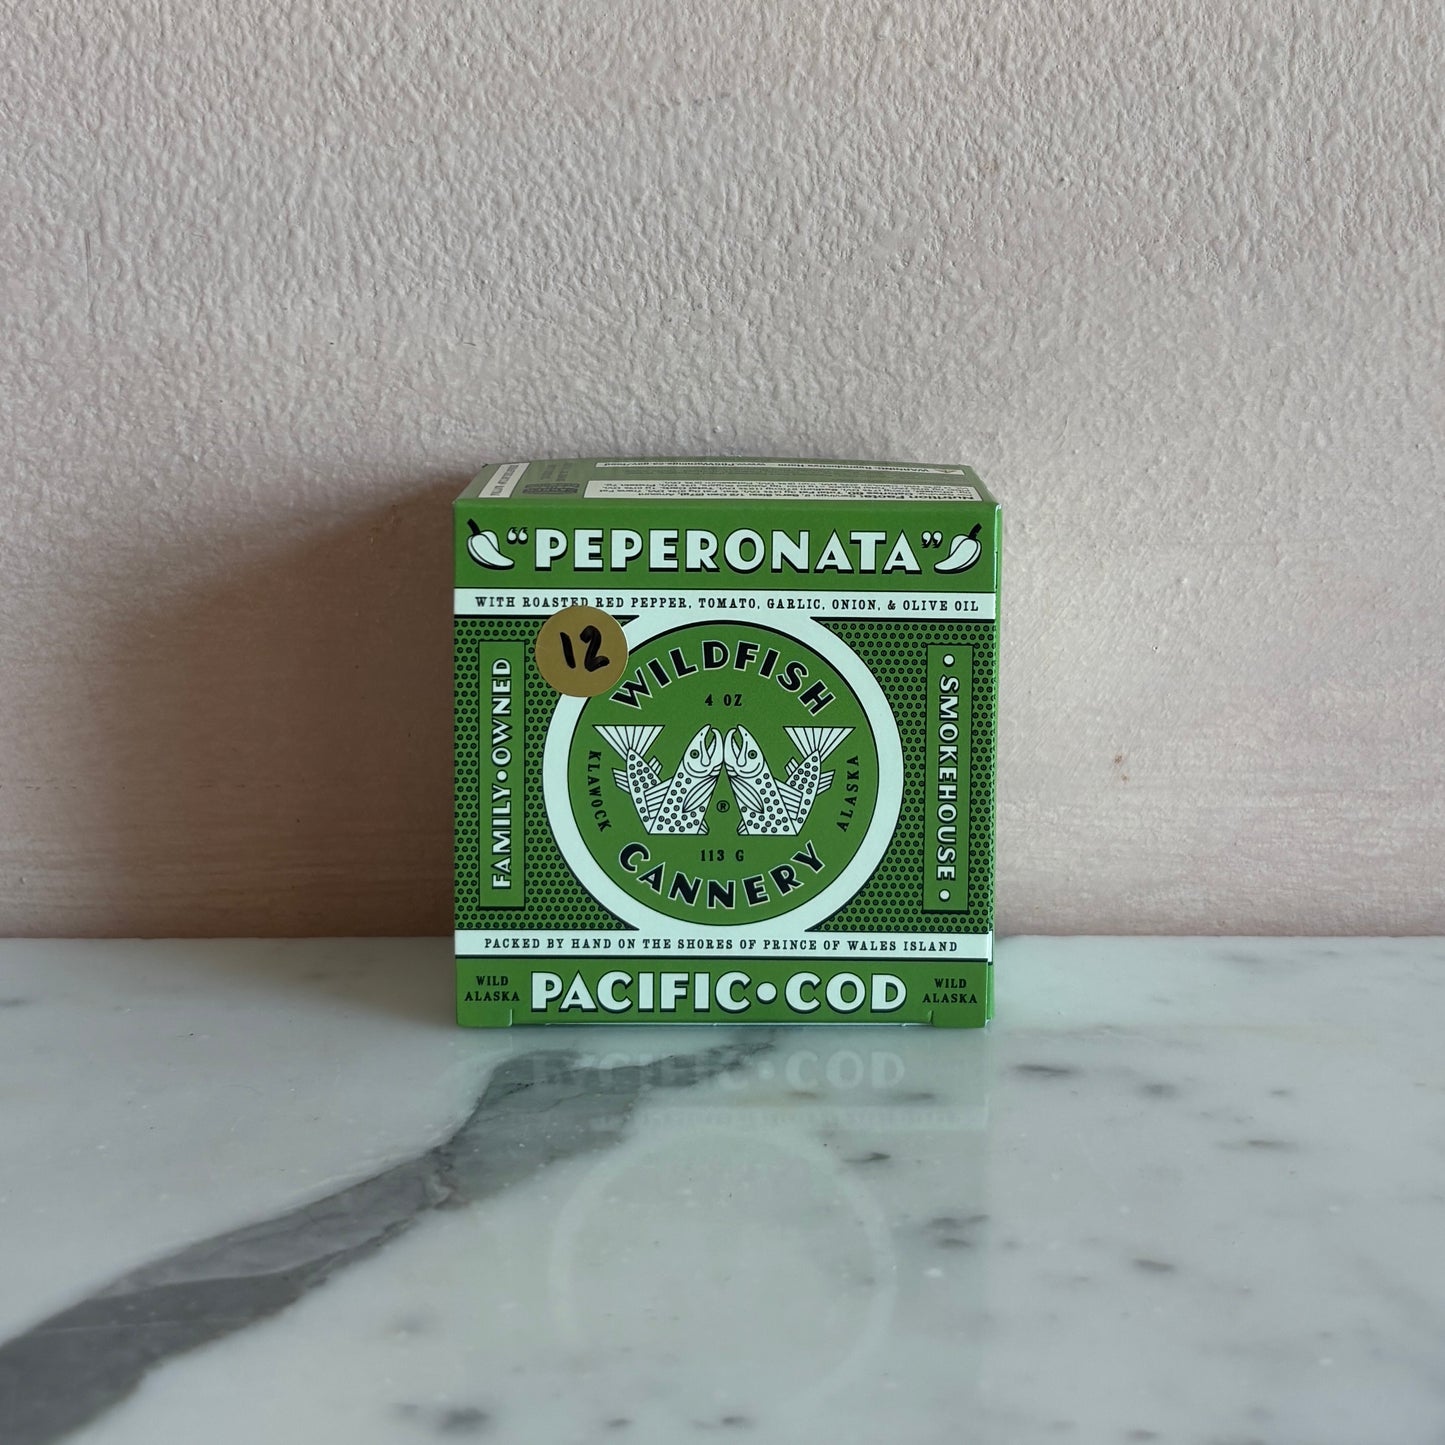 "PEPERONATA"
WITH ROASTED RED PEPPER, TOMATO, GARLIC, ONION, & OLIVE OIL
12
WILDFISH
4 OZ
FAMILY•OWNED
•SMOKEHOUSE•
KLAWOCK
ALASKA
®
113 G
CANNERY
PACKED BY HAND ON THE SHORES OF PRINCE OF WALES ISLAND
WILD
ALASKA
PACIFIC•COD
WILD
ALASKA